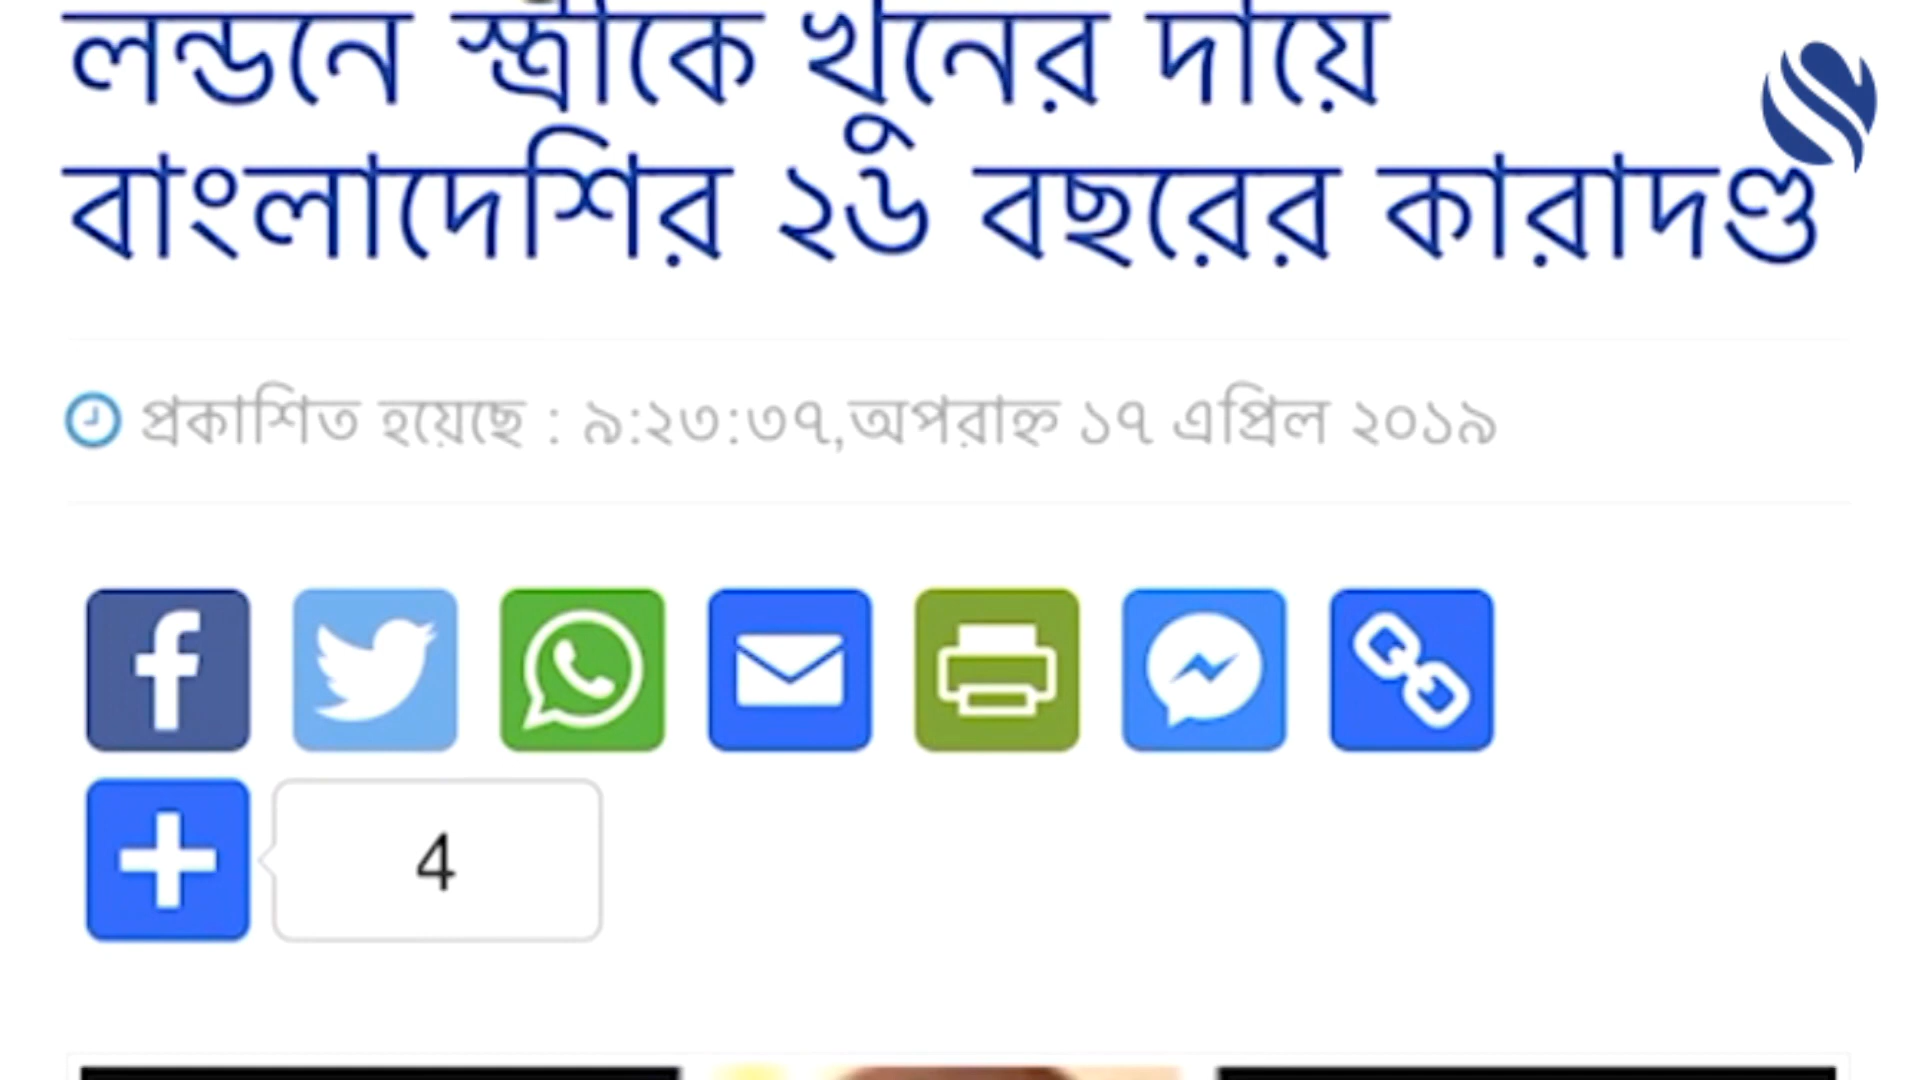 লন্ডনে স্ত্রীকে খুনের দায়ে
বাংলাদেশির ২৬ বছরের কারাদণ্ড
প্রকাশিত হয়েছে : ৯:২৩:৩৭,অপরাহ্ন ১৭ এপ্রিল ২০১৯
4